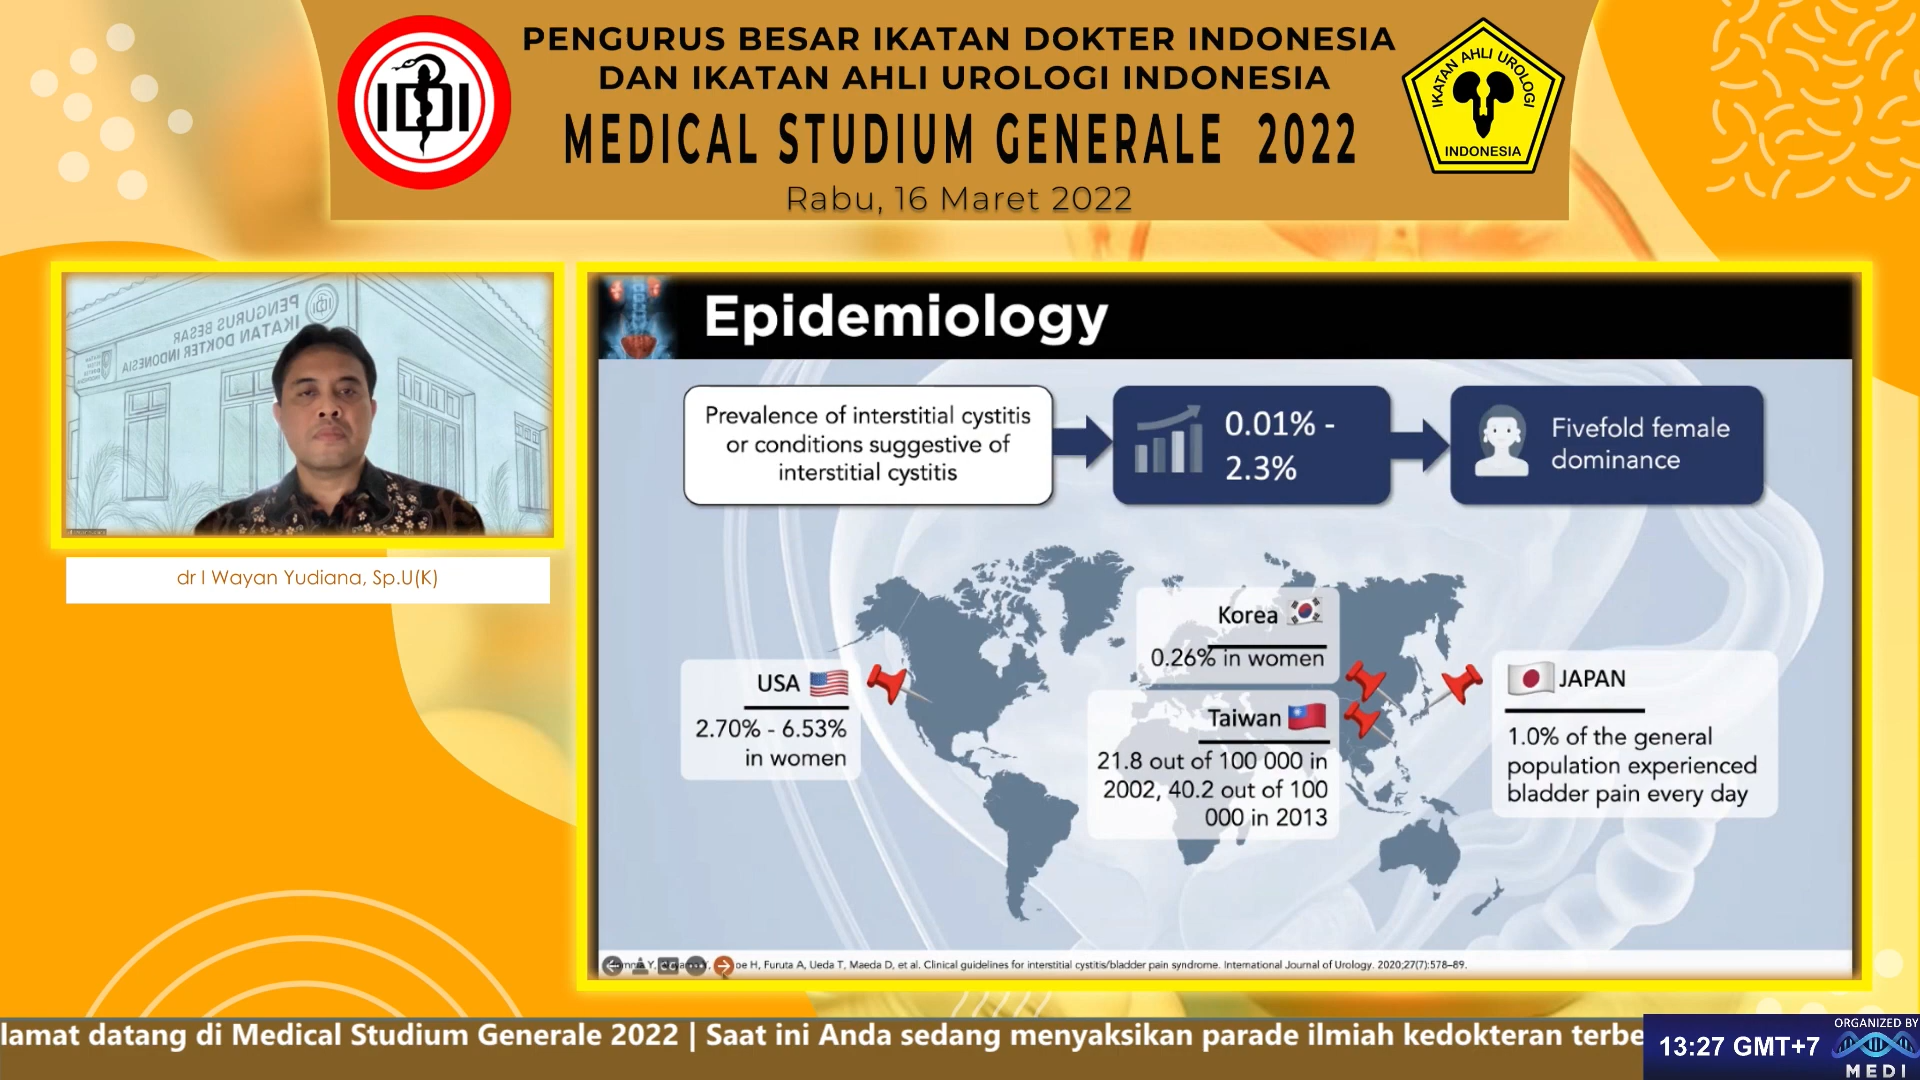 PENGURUS BESAR IKATAN DOKTER INDONESIA
DAN IKATAN AHLI UROLOGI INDONESIA
MEDICAL STUDIUM GENERALE 2022
Rabu, 16 Maret 2022
IDI
IKATAN AHLI UROLOGI
INDONESIA
PENGURUS BESAR
IKATAN DOKTER INDONESIA
dr I Wayan Yudiana, Sp.U(K)
Epidemiology
Prevalence of interstitial cystitis
or conditions suggestive of
interstitial cystitis
0.01% -
2.3%
Fivefold female
dominance
Korea
0.26% in women
USA
2.70% - 6.53%
in women
Taiwan
21.8 out of 100 000 in
2002, 40.2 out of 100
000 in 2013
JAPAN
1.0% of the general
population experienced
bladder pain every day
H, Furuta A, Ueda T, Maeda D, et al. Clinical guidelines for interstitial cystitis/bladder pain syndrome. International Journal of Urology. 2020;27(7):578–89.
lamat datang di Medical Studium Generale 2022 | Saat ini Anda sedang menyaksikan parade ilmiah kedokteran terbe
13:27 GMT+7
ORGANIZED BY
MEDI